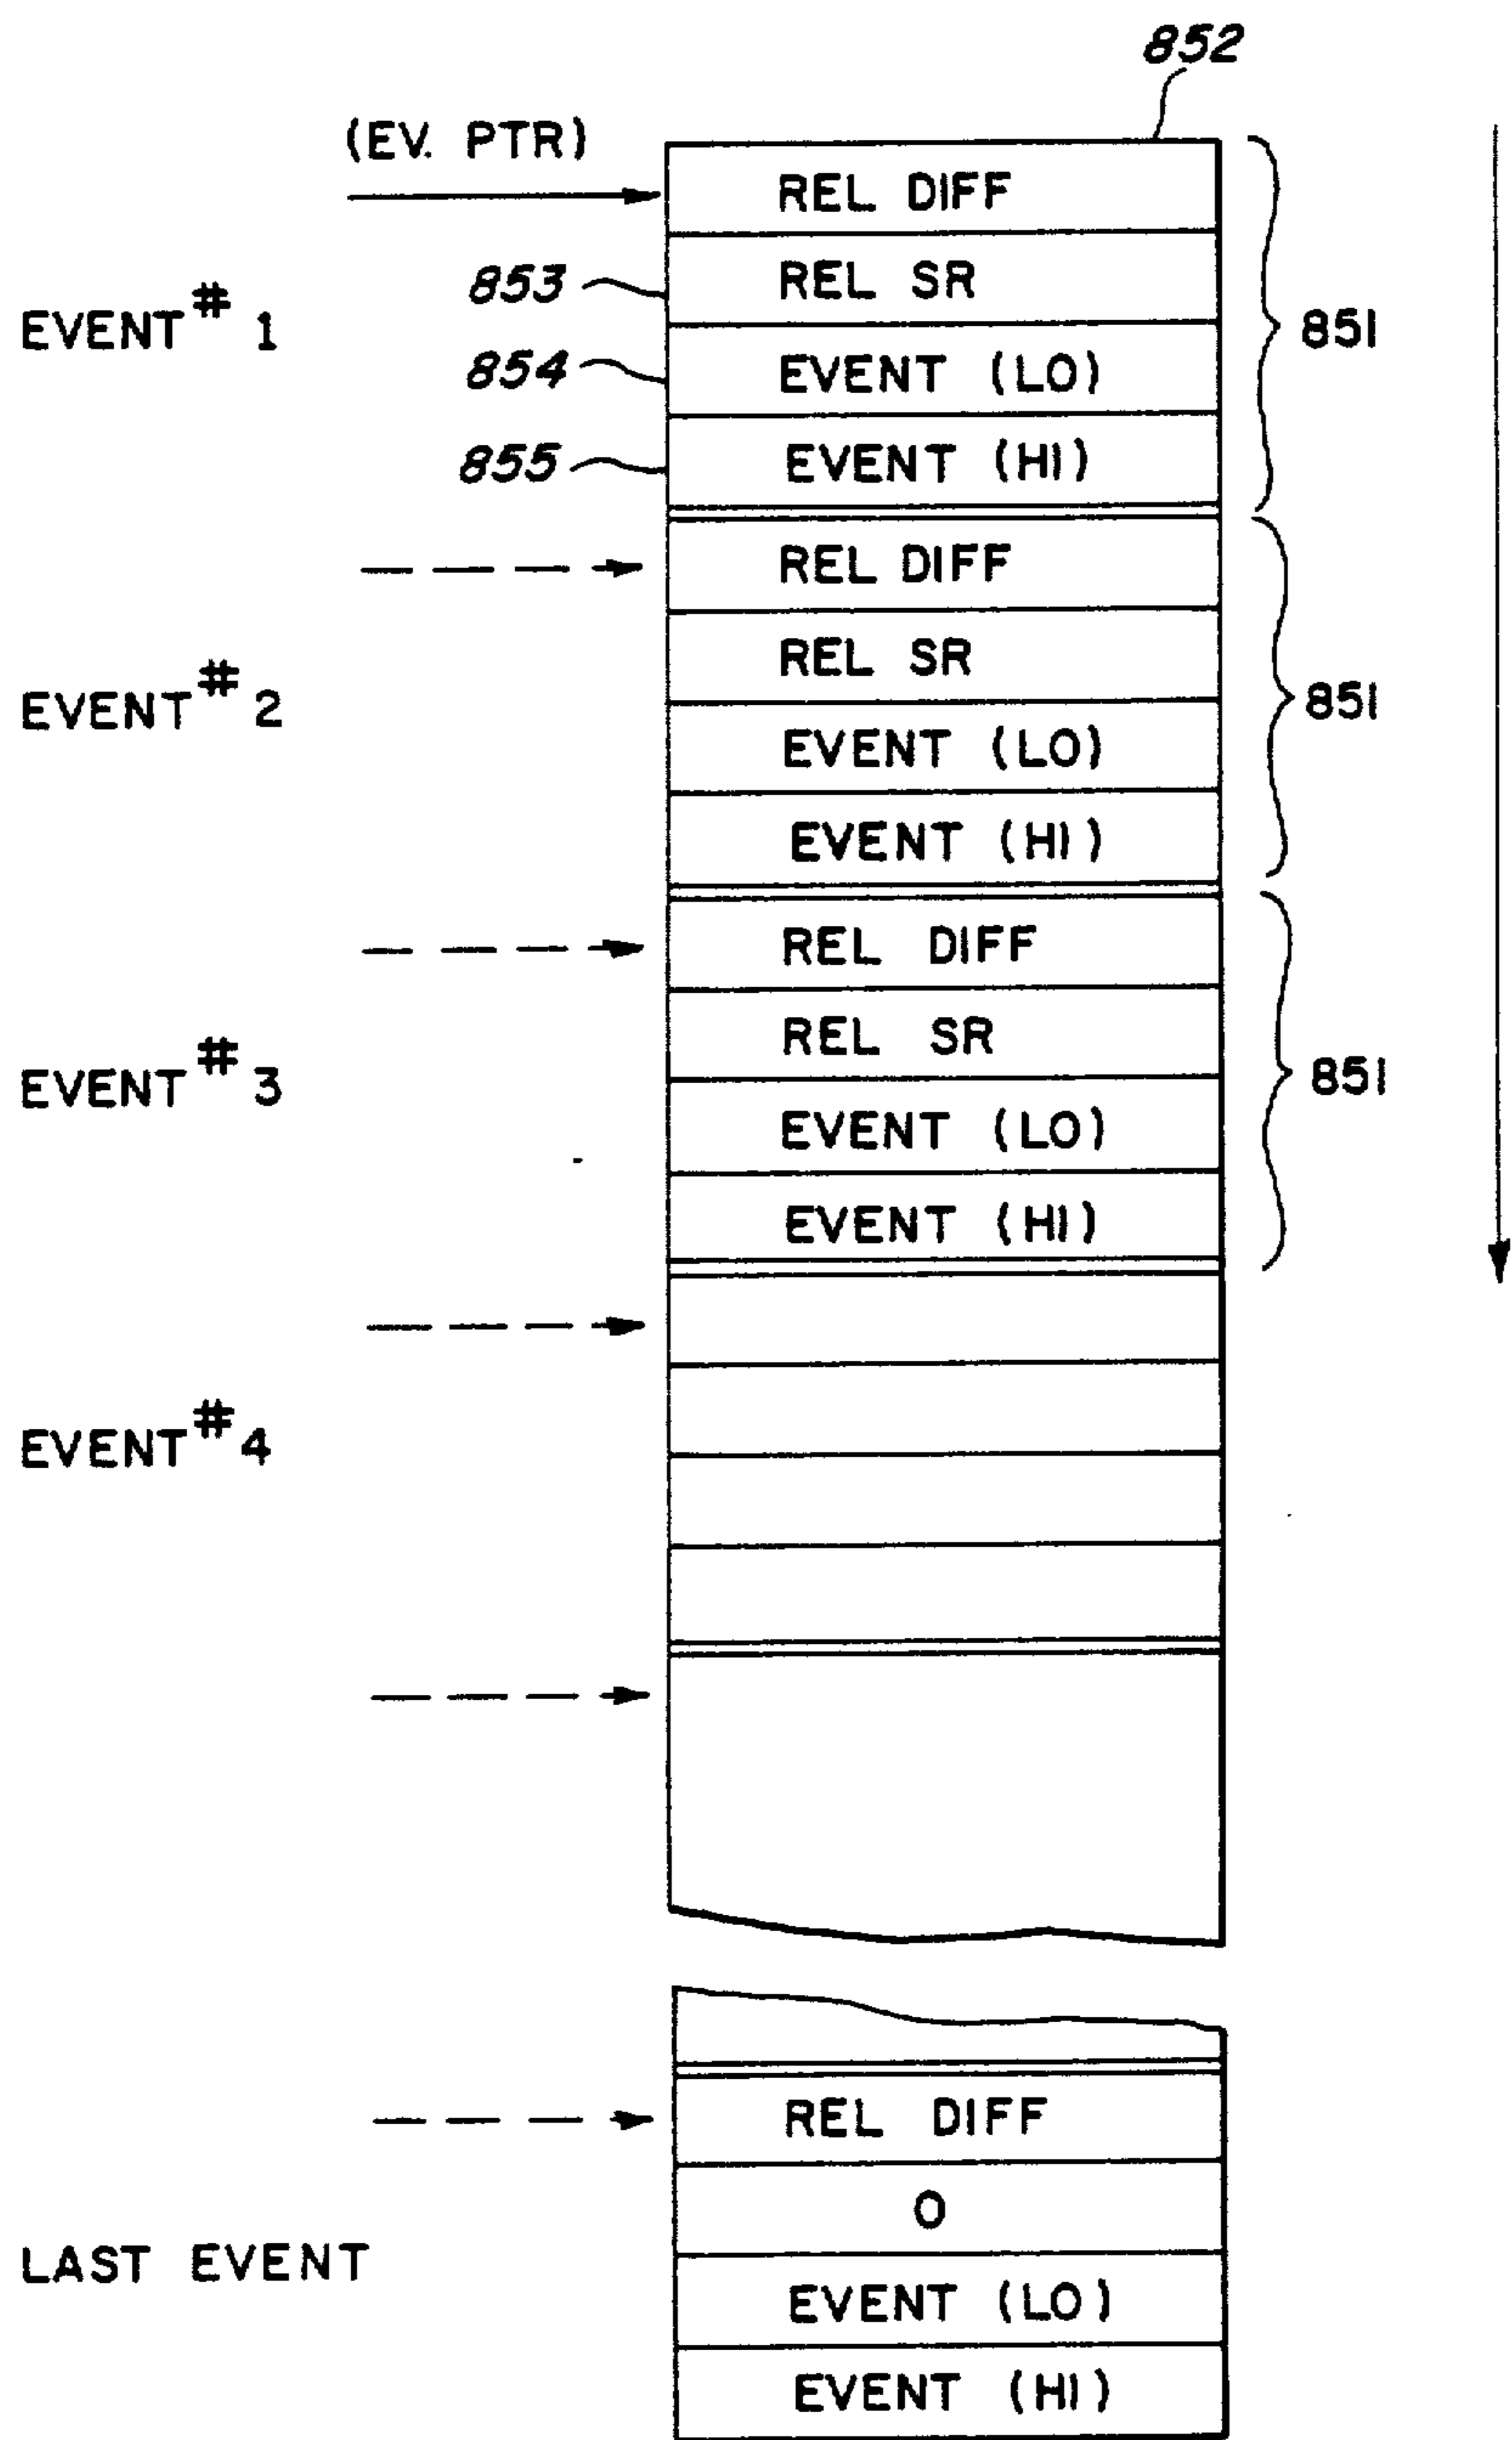 852
(EV. PTR)
REL DIFF
853
REL SR
EVENT # 1
851
854
EVENT (LO)
855
EVENT (HI)
REL DIFF
REL SR
EVENT # 2
851
EVENT (LO)
EVENT (HI)
REL DIFF
REL SR
EVENT # 3
851
EVENT (LO)
EVENT (HI)
EVENT # 4
REL DIFF
0
LAST EVENT
EVENT (LO)
EVENT (HI)